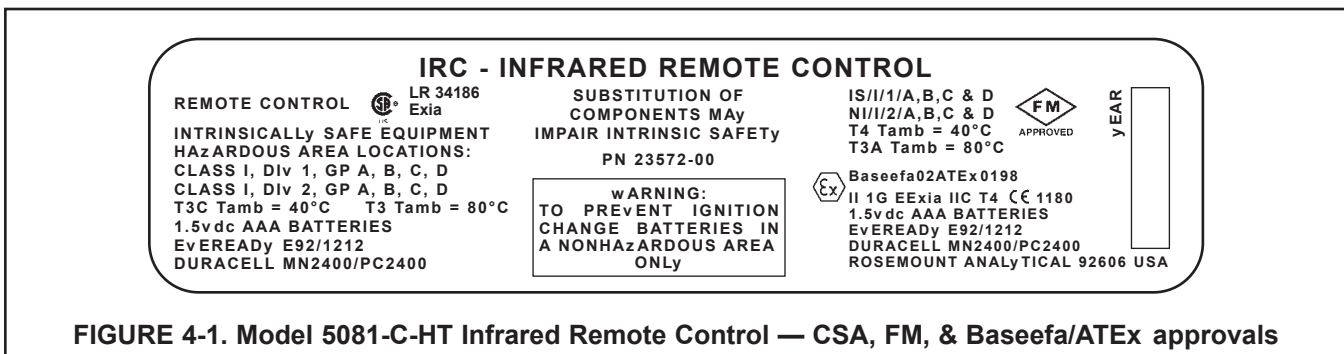 IRC - INFRARED REMOTE CONTROL
REMOTE CONTROL
LR 34186
Exia
INTRINSICALLy SAFE EQUIPMENT
HAzARDOUS AREA LOCATIONS:
CLASS I, DIv 1, GP A, B, C, D
CLASS I, DIv 2, GP A, B, C, D
T3C Tamb = 40°C T3 Tamb = 80°C
1.5vdc AAA BATTERIES
EvEREADy E92/1212
DURACELL MN2400/PC2400
SUBSTITUTION OF
COMPONENTS MAy
IMPAIR INTRINSIC SAFETy
PN 23572-00
wARNING:
TO PREvENT IGNITION
CHANGE BATTERIES IN
A NONHAzARDOUS AREA
ONLy
IS/I/1/A,B,C & D
NI/I/2/A,B,C & D
T4 Tamb = 40°C
T3A Tamb = 80°C
FM
APPROVED
Baseefa02ATEx0198
II 1G EExia IIC T4 CE 1180
1.5vdc AAA BATTERIES
EvEREADy E92/1212
DURACELL MN2400/PC2400
ROSEMOUNT ANALyTICAL 92606 USA
yEAR
FIGURE 4-1. Model 5081-C-HT Infrared Remote Control — CSA, FM, & Baseefa/ATEx approvals